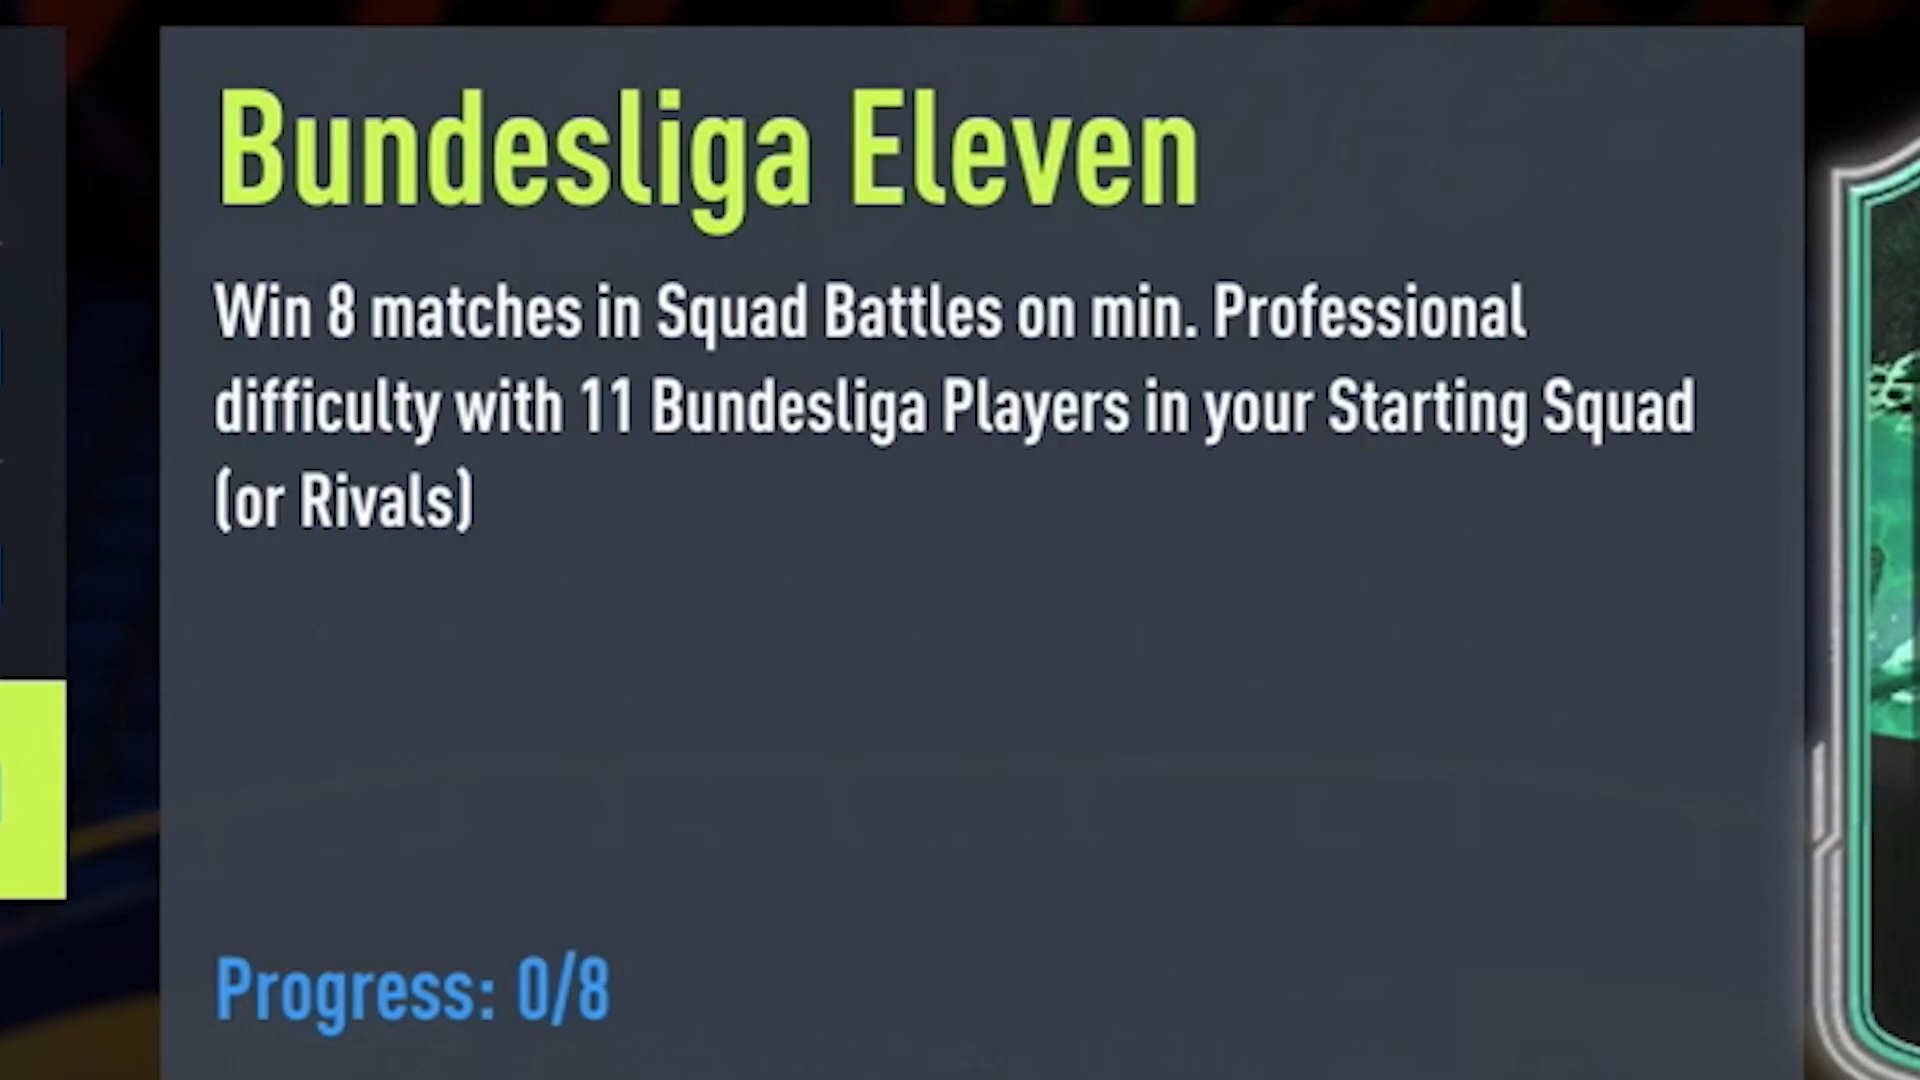 Bundesliga Eleven
Win 8 matches in Squad Battles on min. Professional
difficulty with 11 Bundesliga Players in your Starting Squad
(or Rivals)
Progress: 0/8